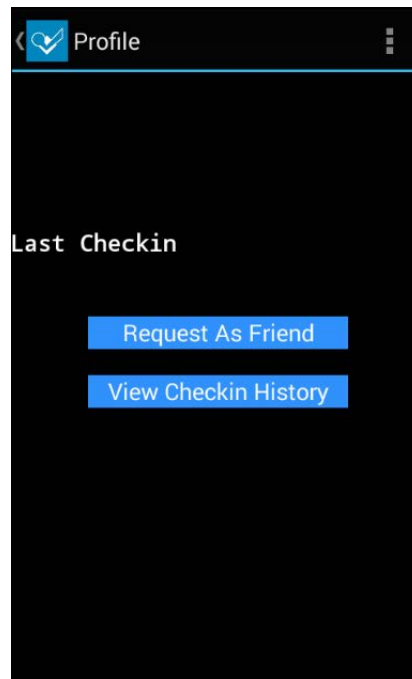 Profile
Last Checkin
Request As Friend
View Checkin History